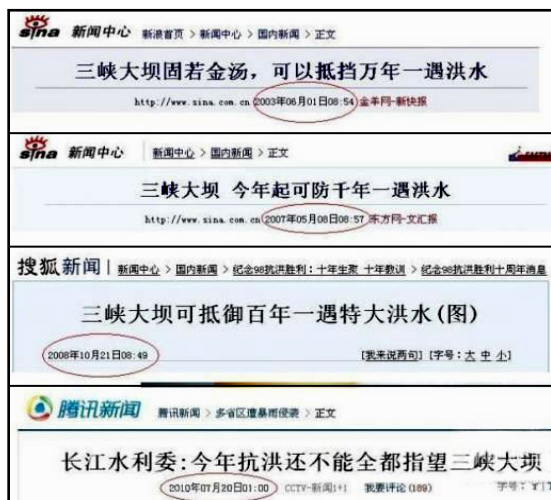 sina 新闻中心 新浪首页 > 新闻中心 > 国内新闻 > 正文
三峡大坝固若金汤，可以抵挡万年一遇洪水
http://www.sina.com.cn 2003年06月01日08:54 金羊网-新快报
sina 新闻中心 新闻中心 > 国内新闻 > 正文
三峡大坝 今年起可防千年一遇洪水
http://www.sina.com.cn 2007年05月08日08:57 东方网-文汇报
搜狐新闻 | 新闻中心 > 国内新闻 > 纪念98抗洪胜利：十年生聚 十年教训 > 纪念98抗洪胜利十周年消息
三峡大坝可抵御百年一遇特大洪水(图)
2008年10月21日08:49 [我来说两句] [字号：大 中 小]
腾讯新闻 腾讯新闻 > 多省区遭暴雨侵袭 > 正文
长江水利委:今年抗洪还不能全都指望三峡大坝
2010年07月20日01:00 CCTV-新闻1+1 我要评论(189) 字号：